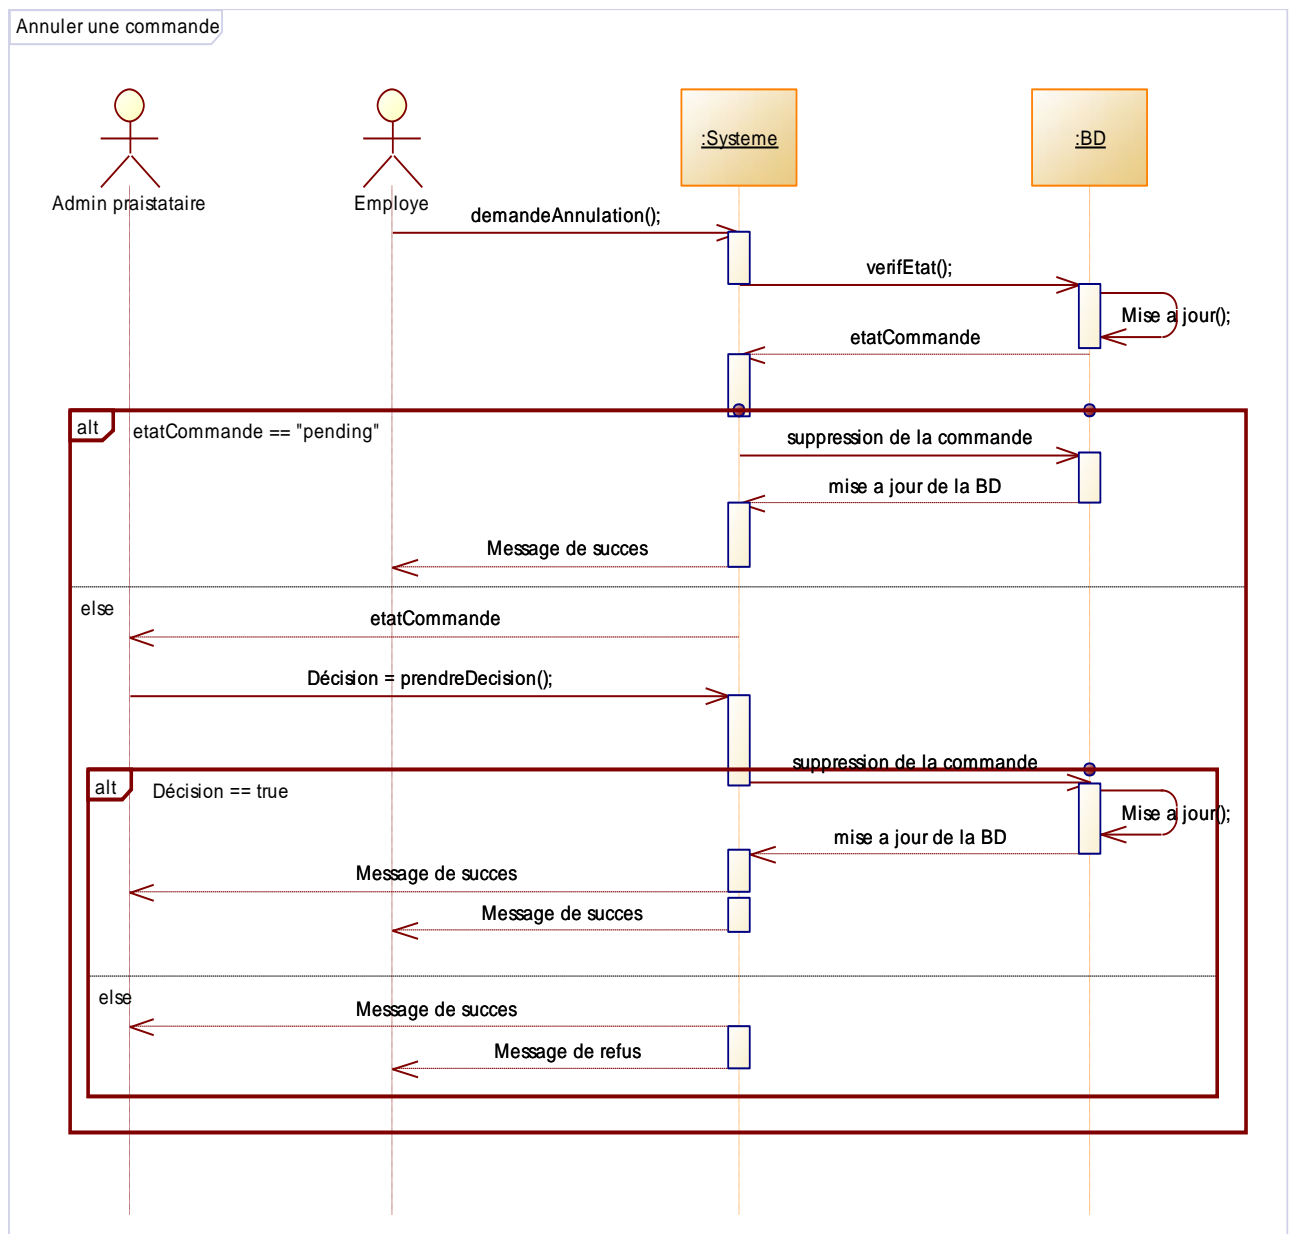 Annuler une commande
:Systeme
:BD
Admin praistataire
Employe
demandeAnnulation();
verifEtat();
Mise a jour();
etatCommande
alt
etatCommande == "pending"
suppression de la commande
mise a jour de la BD
Message de succes
else
etatCommande
Décision = prendreDecision();
suppression de la commande
alt
Décision == true
Mise a jour();
mise a jour de la BD
Message de succes
Message de succes
else
Message de succes
Message de refus